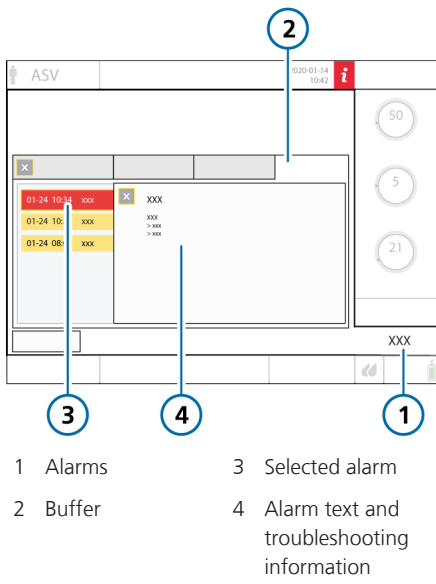 2
ASV
2020-01-14
10:42
i
50
x
5
01-24 10:34 xxx
x
xxx
01-24 10: xxx
xxx
> xxx
> xxx
01-24 08: xxx
21
XXX
3
4
1
1 Alarms
2 Buffer
3 Selected alarm
4 Alarm text and
troubleshooting
information